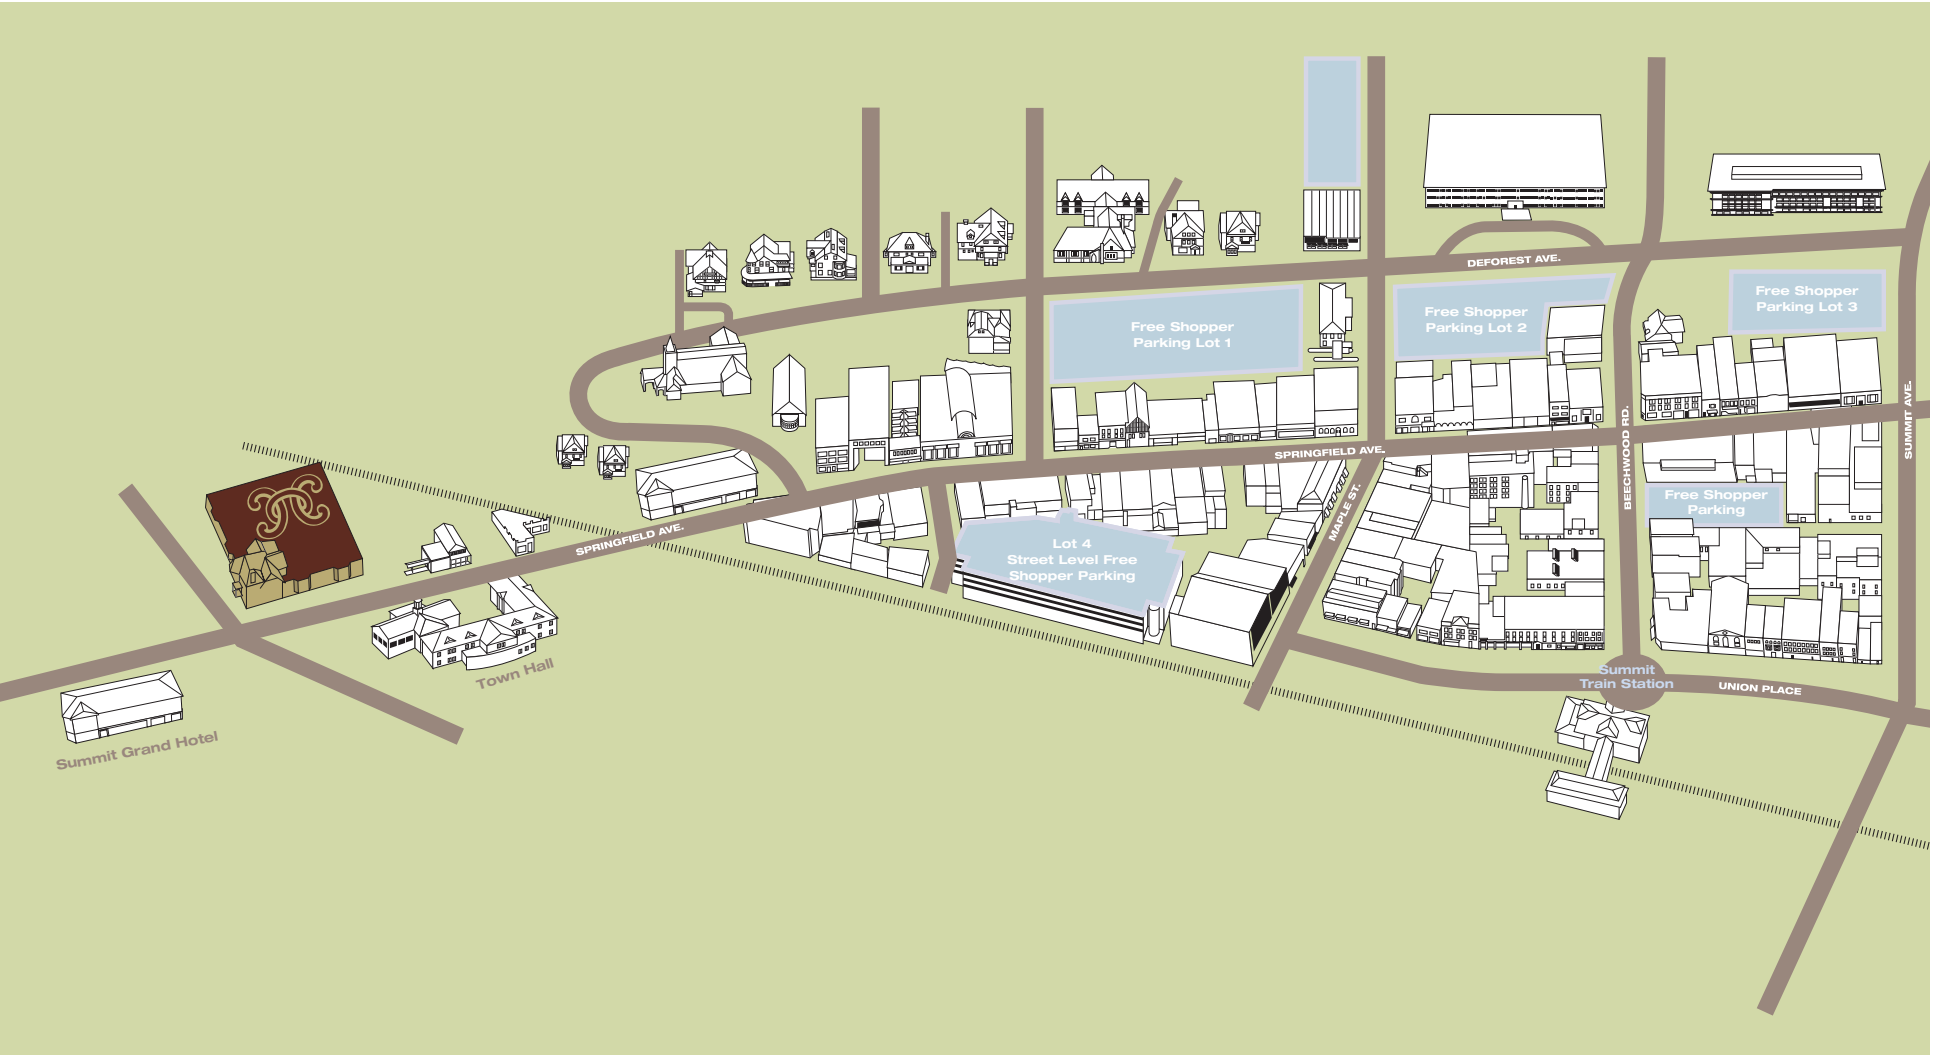 DEFOREST AVE.
Free Shopper
Parking Lot 1
Free Shopper
Parking Lot 2
Free Shopper
Parking Lot 3
SUMMIT AVE.
BEECHWOOD RD.
SPRINGFIELD AVE.
MAPLE ST.
Free Shopper
Parking
SPRINGFIELD AVE.
Lot 4
Street Level Free
Shopper Parking
Town Hall
Summit
Train Station
UNION PLACE
Summit Grand Hotel